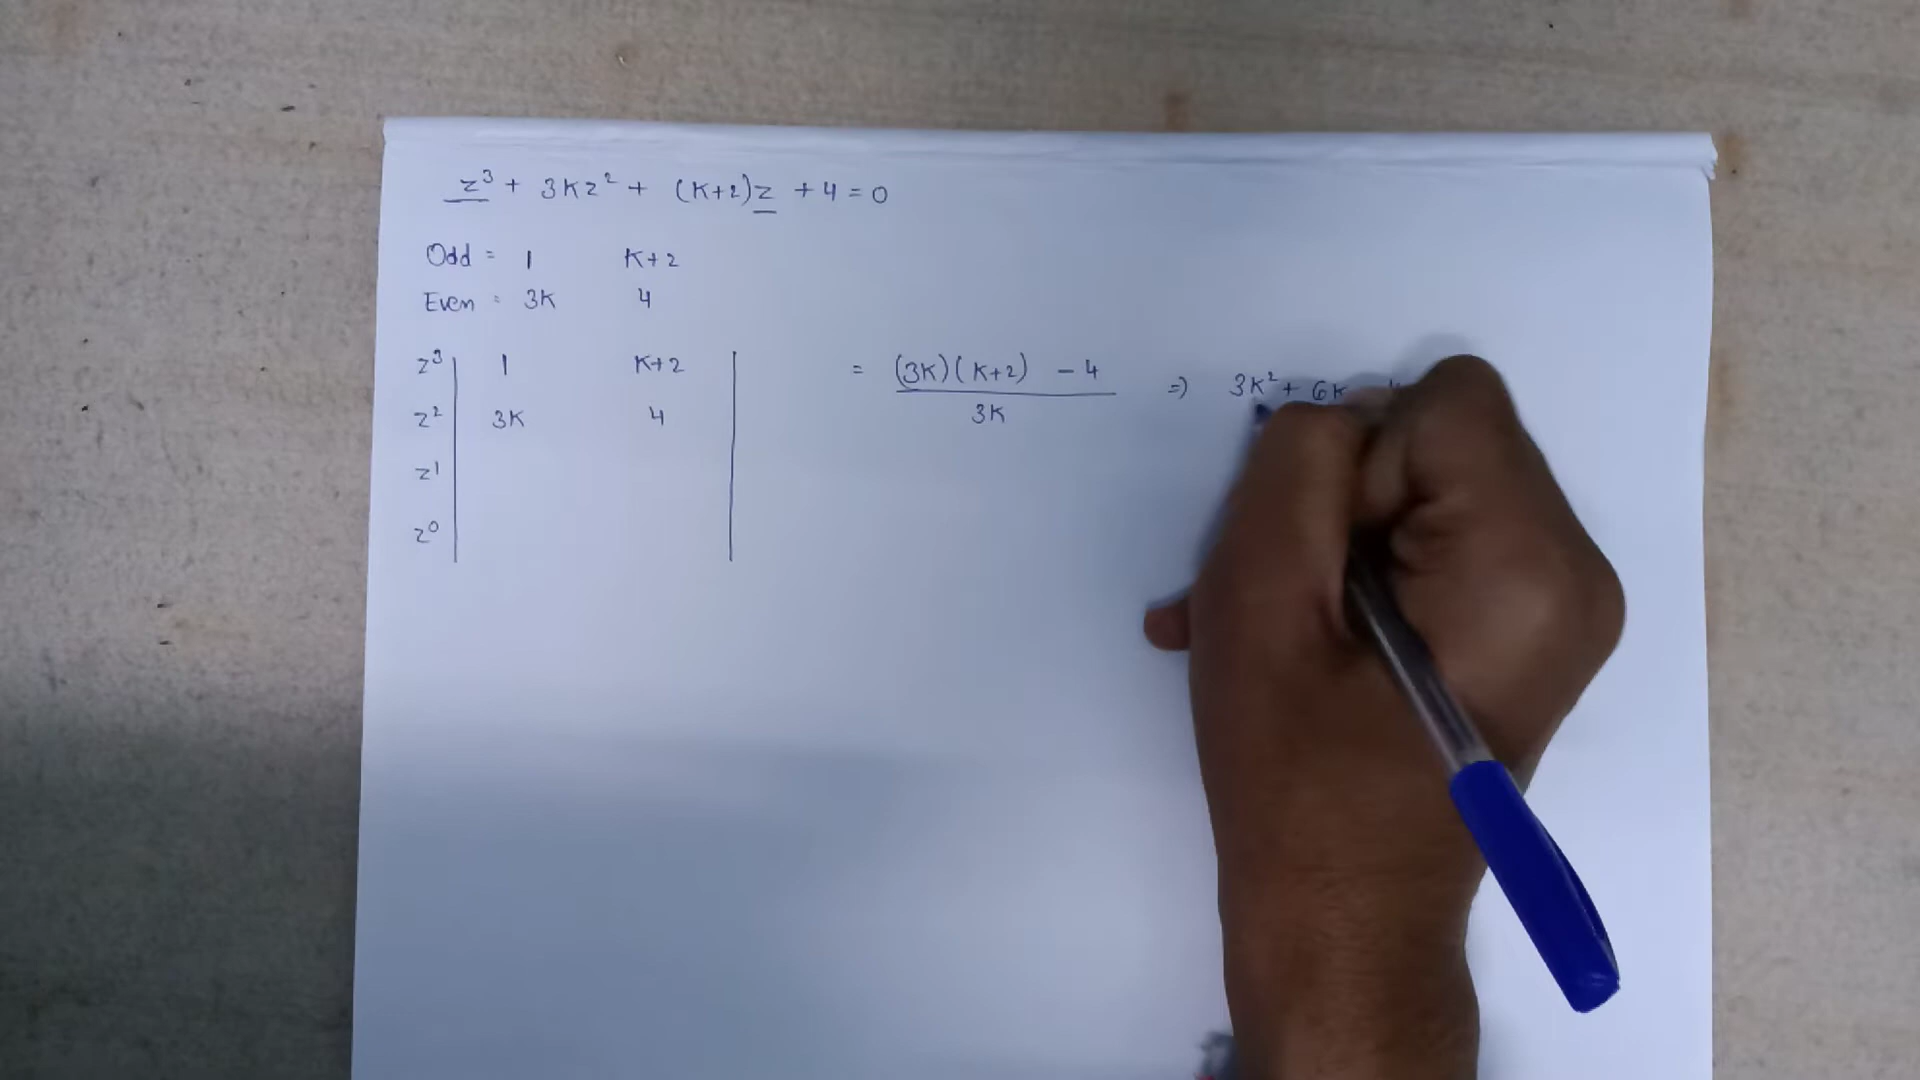 z³ + 3Kz² + (K+2)z + 4 = 0
Odd = 1 K+2
Even = 3K 4
z³ 1 K+2
z² 3K 4
z¹
z⁰
= (3K)(K+2) - 4
3K
⇒ 3K² + 6K